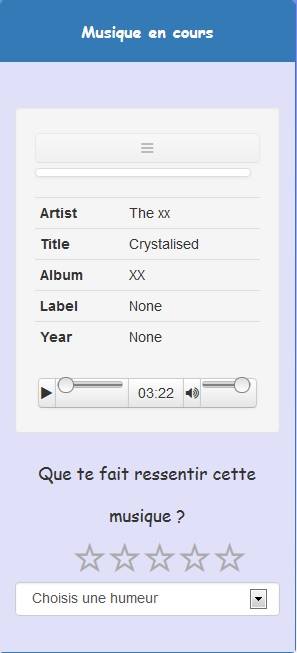 Musique en cours
Artist The xx
Title Crystalised
Album XX
Label None
Year None
03:22
Que te fait ressentir cette
musique ?
Choisis une humeur